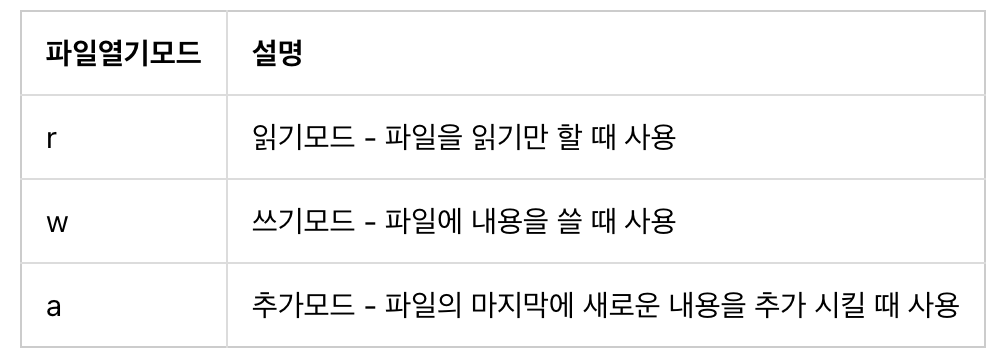 파일열기모드 설명
r 읽기모드 - 파일을 읽기만 할 때 사용
w 쓰기모드 - 파일에 내용을 쓸 때 사용
a 추가모드 - 파일의 마지막에 새로운 내용을 추가 시킬 때 사용